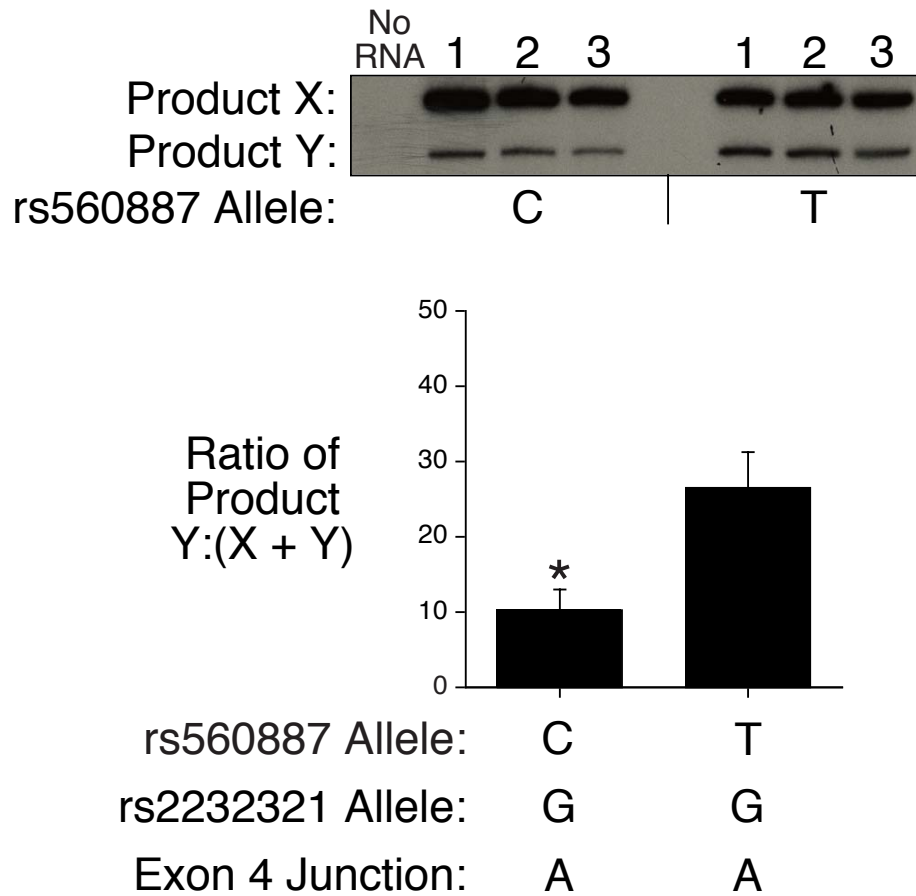 No
RNA 1 2 3 1 2 3
Product X:
Product Y:
rs560887 Allele: C T
50
40
30
20
10
0
Ratio of
Product
Y:(X + Y)
*
rs560887 Allele: C T
rs2232321 Allele: G G
Exon 4 Junction: A A